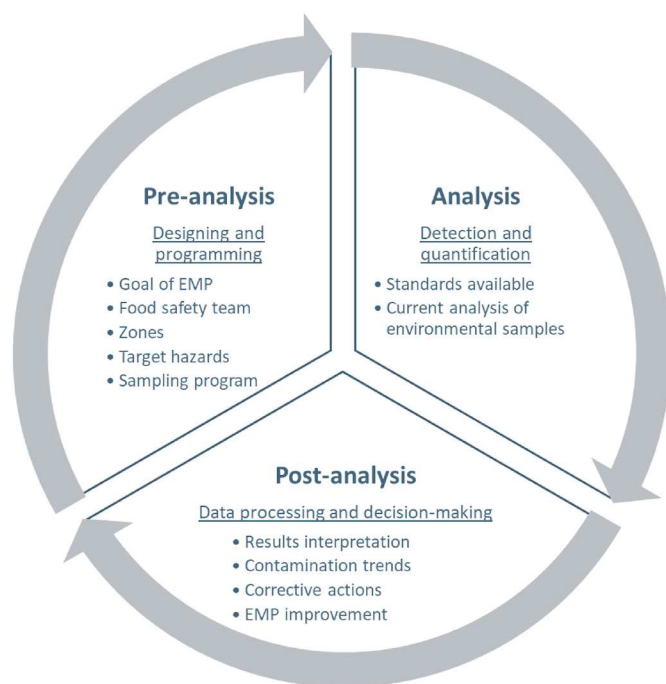 Pre-analysis
Designing and
programming
• Goal of EMP
• Food safety team
• Zones
• Target hazards
• Sampling program
Analysis
Detection and
quantification
• Standards available
• Current analysis of
environmental samples
Post-analysis
Data processing and decision-making
• Results interpretation
• Contamination trends
• Corrective actions
• EMP improvement